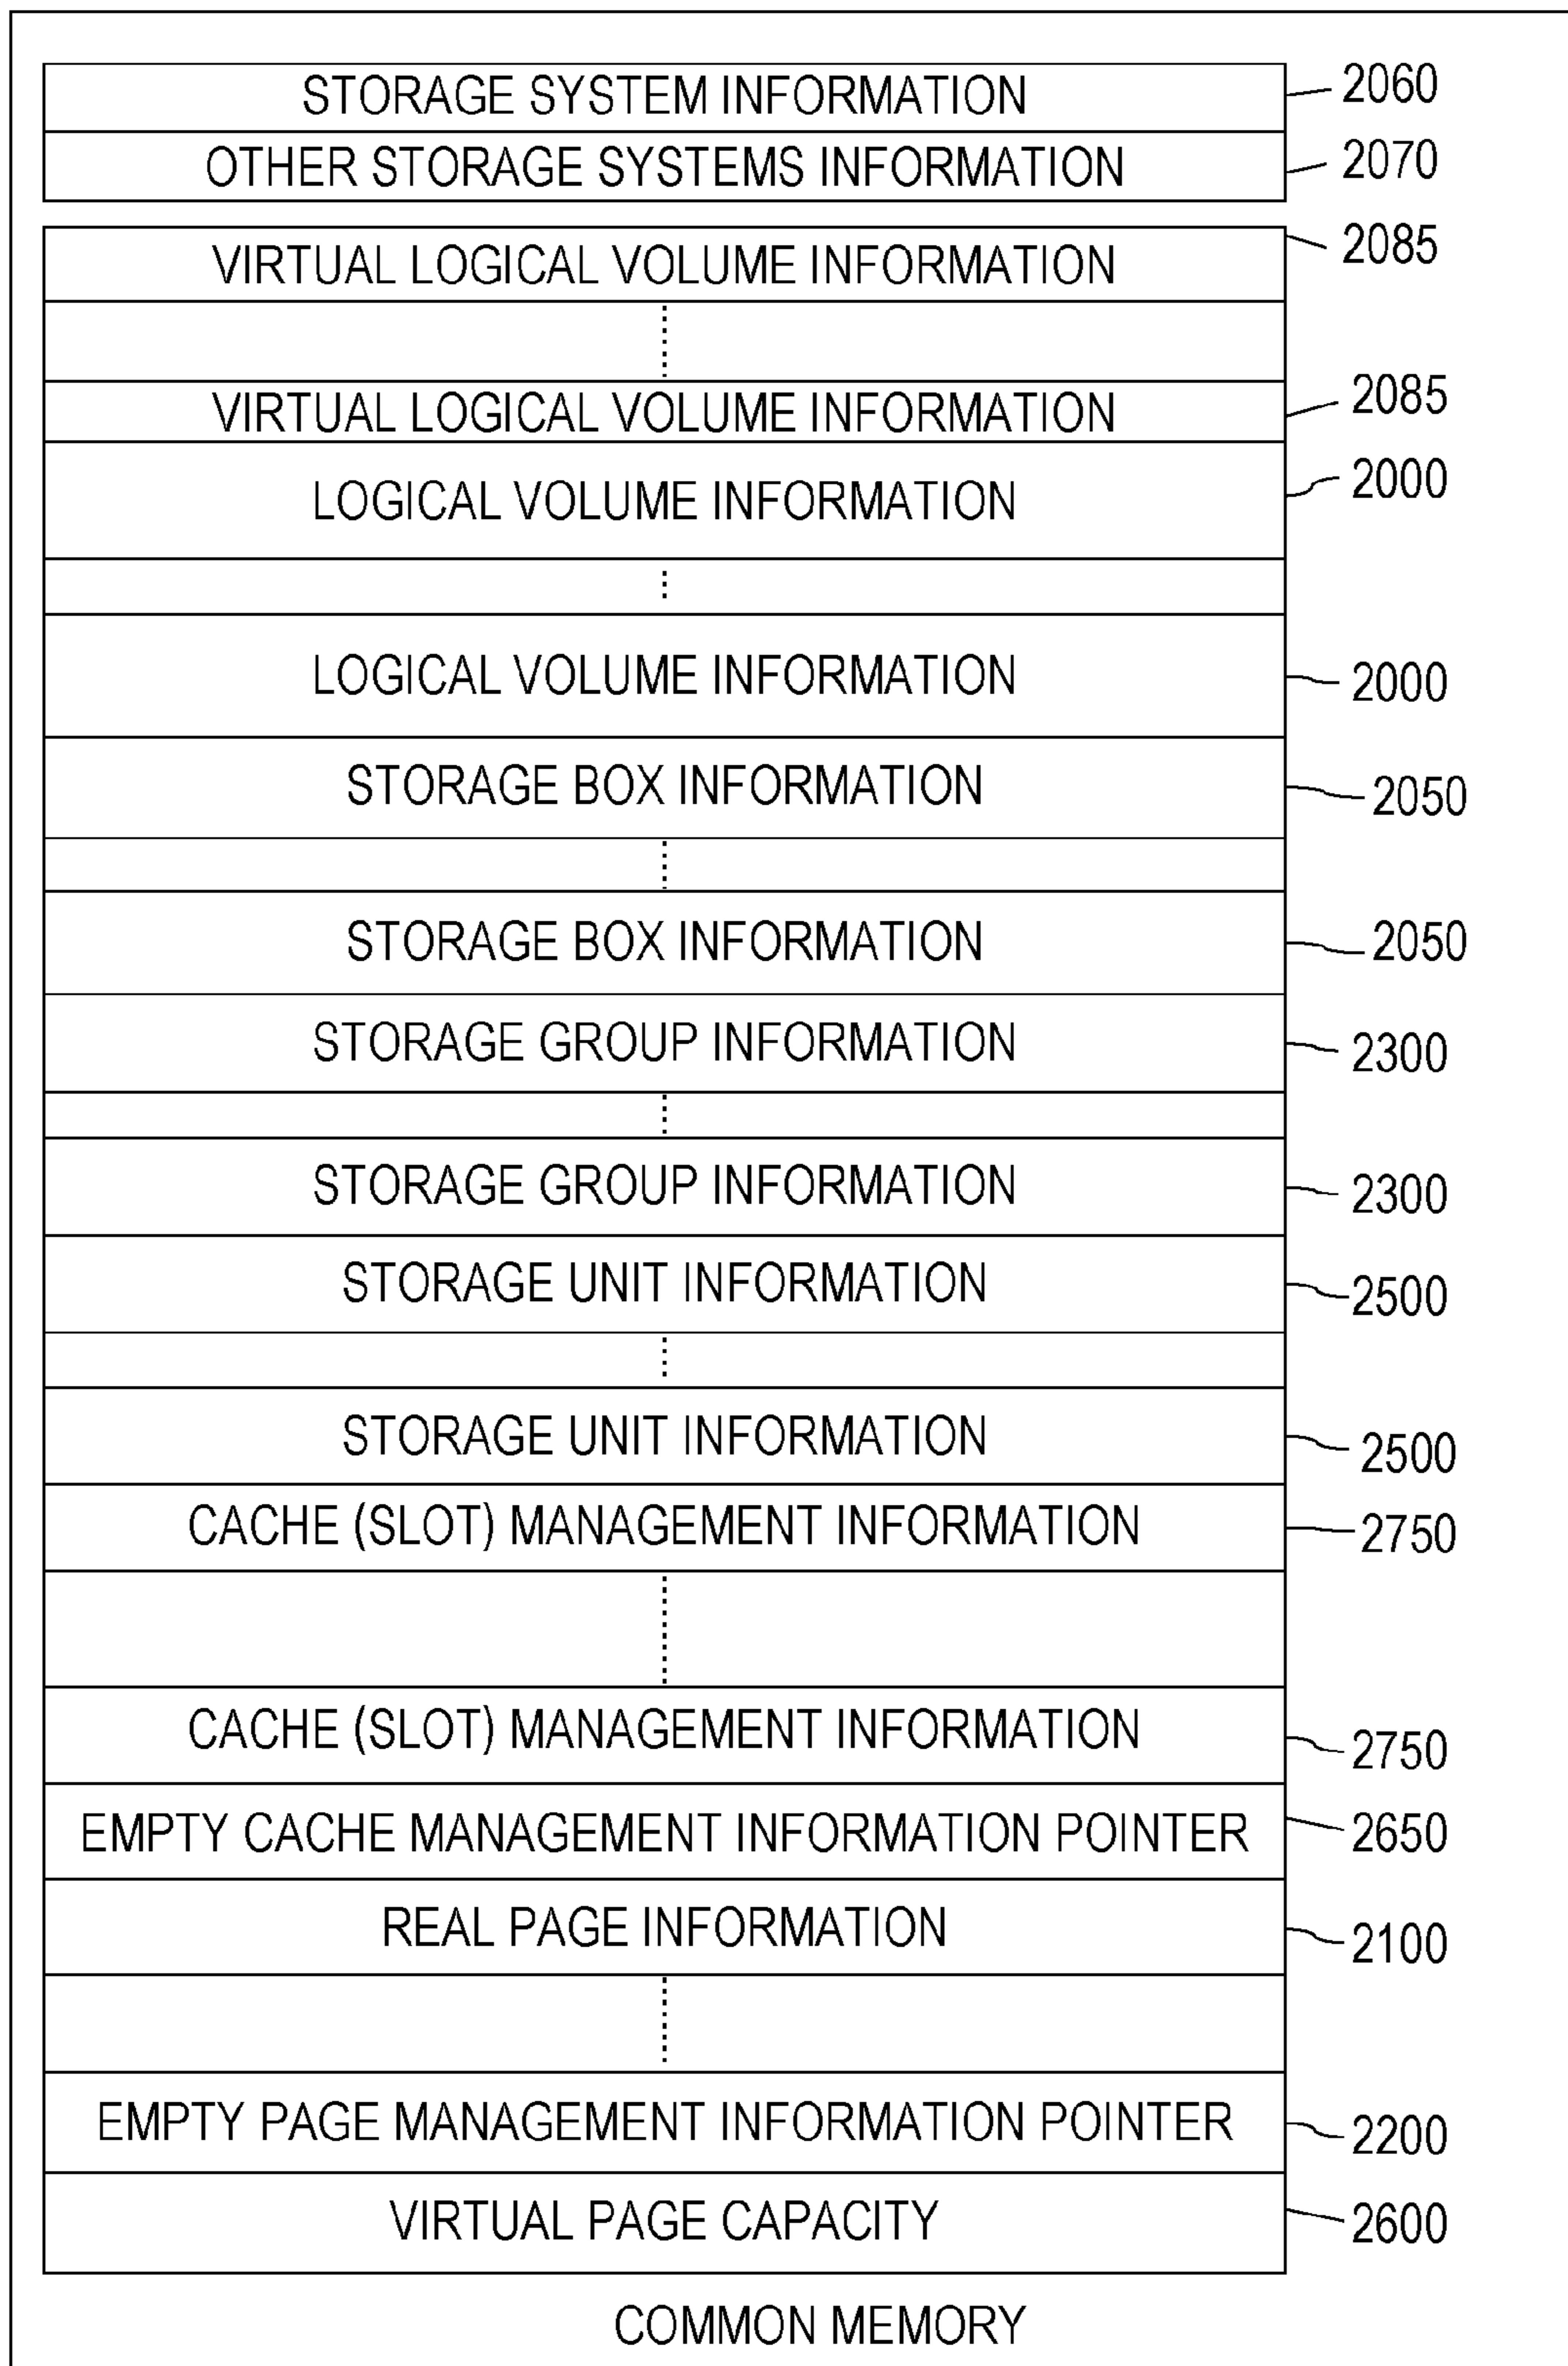 STORAGE SYSTEM INFORMATION 2060
OTHER STORAGE SYSTEMS INFORMATION 2070
VIRTUAL LOGICAL VOLUME INFORMATION 2085
VIRTUAL LOGICAL VOLUME INFORMATION 2085
LOGICAL VOLUME INFORMATION 2000
LOGICAL VOLUME INFORMATION 2000
STORAGE BOX INFORMATION 2050
STORAGE BOX INFORMATION 2050
STORAGE GROUP INFORMATION 2300
STORAGE GROUP INFORMATION 2300
STORAGE UNIT INFORMATION 2500
STORAGE UNIT INFORMATION 2500
CACHE (SLOT) MANAGEMENT INFORMATION 2750
CACHE (SLOT) MANAGEMENT INFORMATION 2750
EMPTY CACHE MANAGEMENT INFORMATION POINTER 2650
REAL PAGE INFORMATION 2100
EMPTY PAGE MANAGEMENT INFORMATION POINTER 2200
VIRTUAL PAGE CAPACITY 2600
COMMON MEMORY